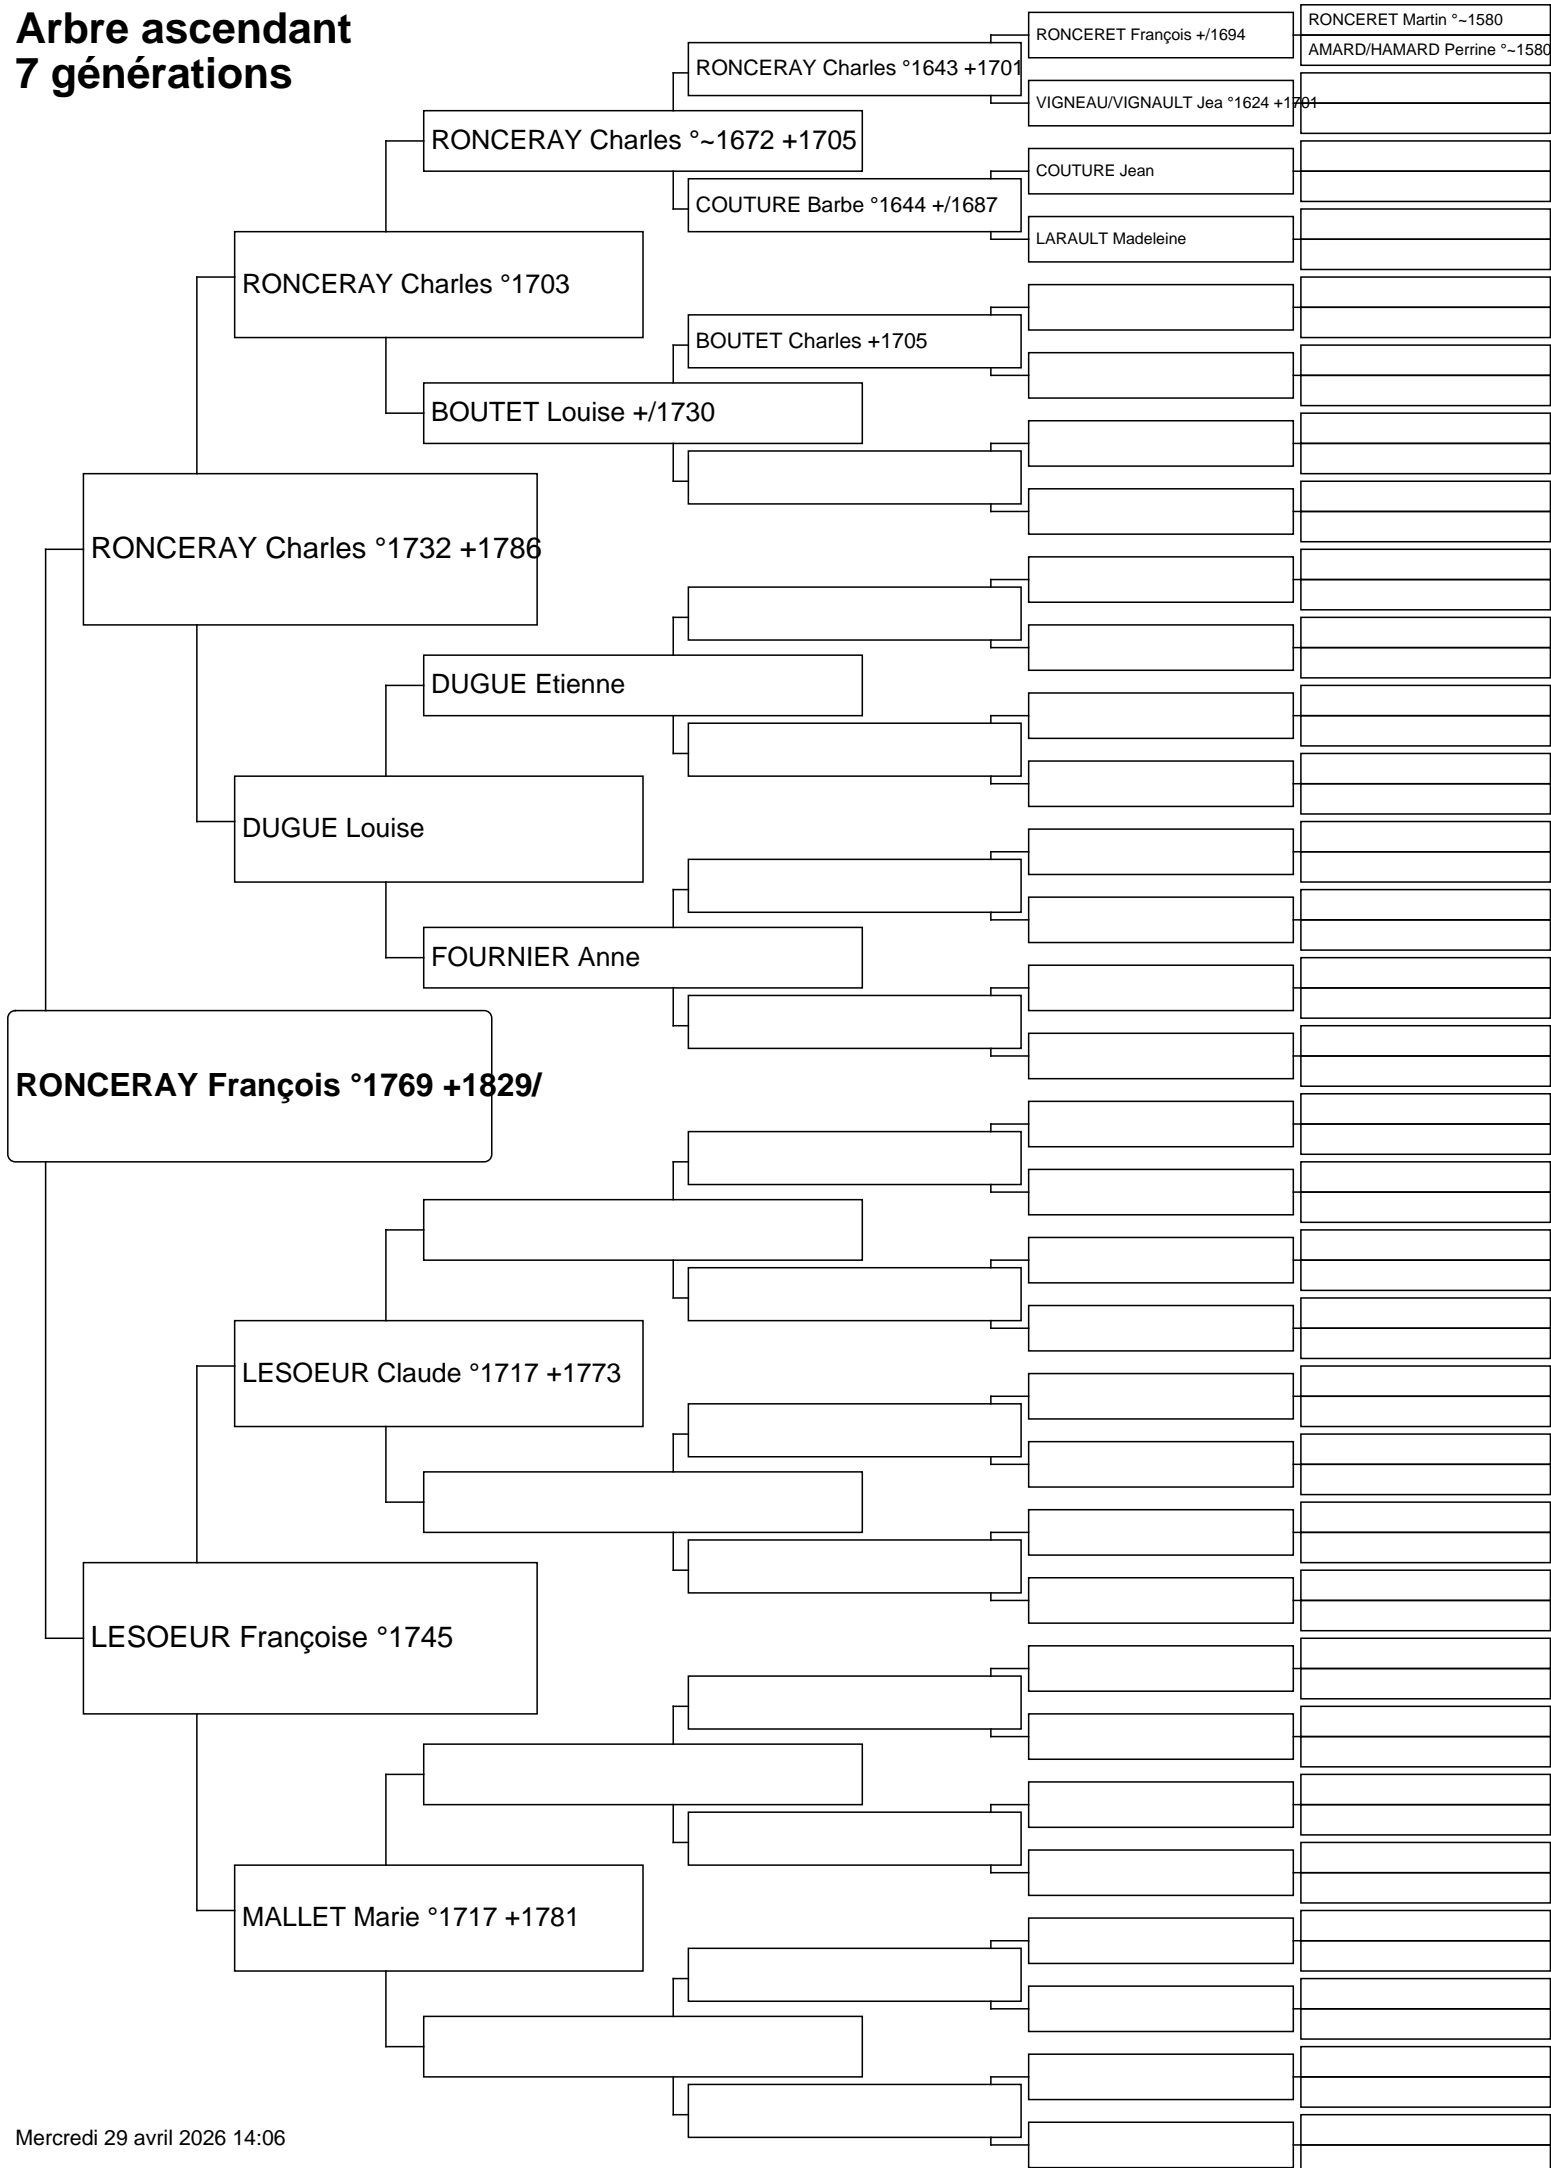 Arbre ascendant
7 générations
RONCERET Martin °~1580
RONCERET François +/1694
AMARD/HAMARD Perrine °~1580
RONCERAY Charles °1643 +1701
VIGNEAU/VIGNAULT Jea °1624 +1701
RONCERAY Charles °~1672 +1705
COUTURE Jean
COUTURE Barbe °1644 +/1687
LARAULT Madeleine
RONCERAY Charles °1703
BOUTET Charles +1705
BOUTET Louise +/1730
RONCERAY Charles °1732 +1786
DUGUE Etienne
DUGUE Louise
FOURNIER Anne
RONCERAY François °1769 +1829/
LESOEUR Claude °1717 +1773
LESOEUR Françoise °1745
MALLET Marie °1717 +1781
Mercredi 29 avril 2026 14:06